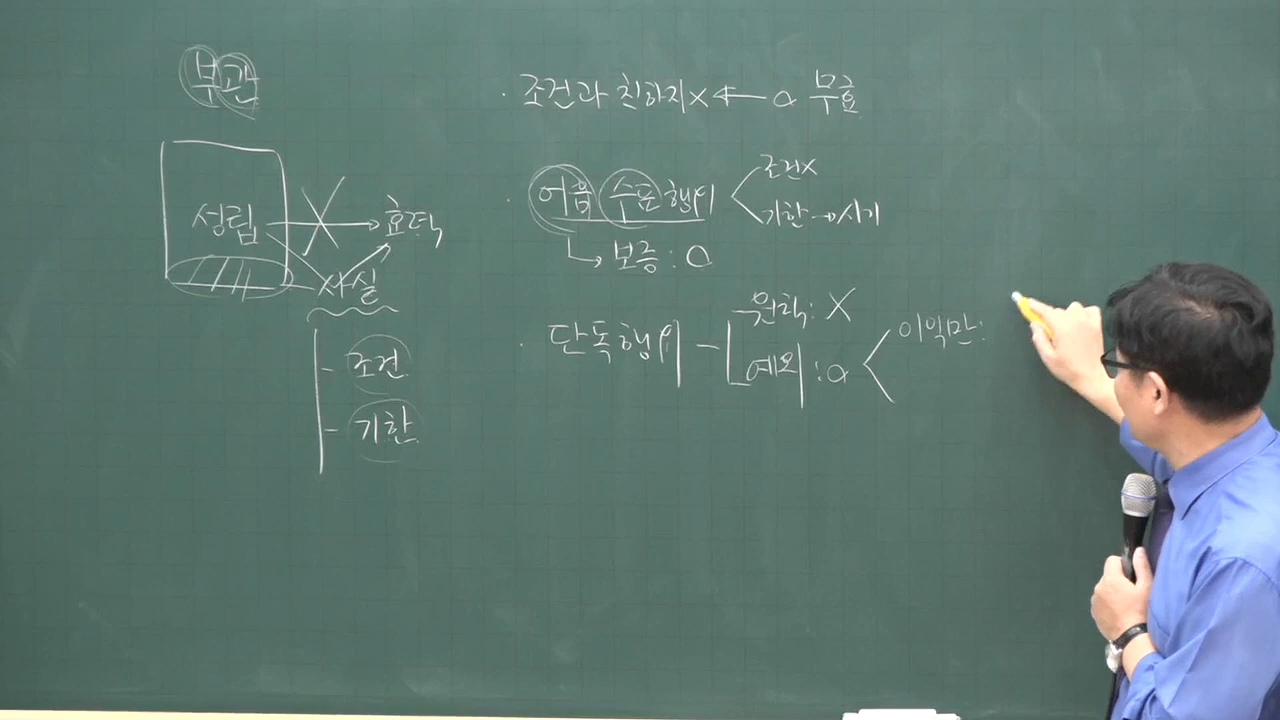 부관
성립 → 효력
사실
- 조건
- 기한
· 조건과 친하지x ← o 무효
· 어음 수표행위
조건x
기한→시기
↳ 보증: O
· 단독행위 -
원칙: X
예외: o
이익만: